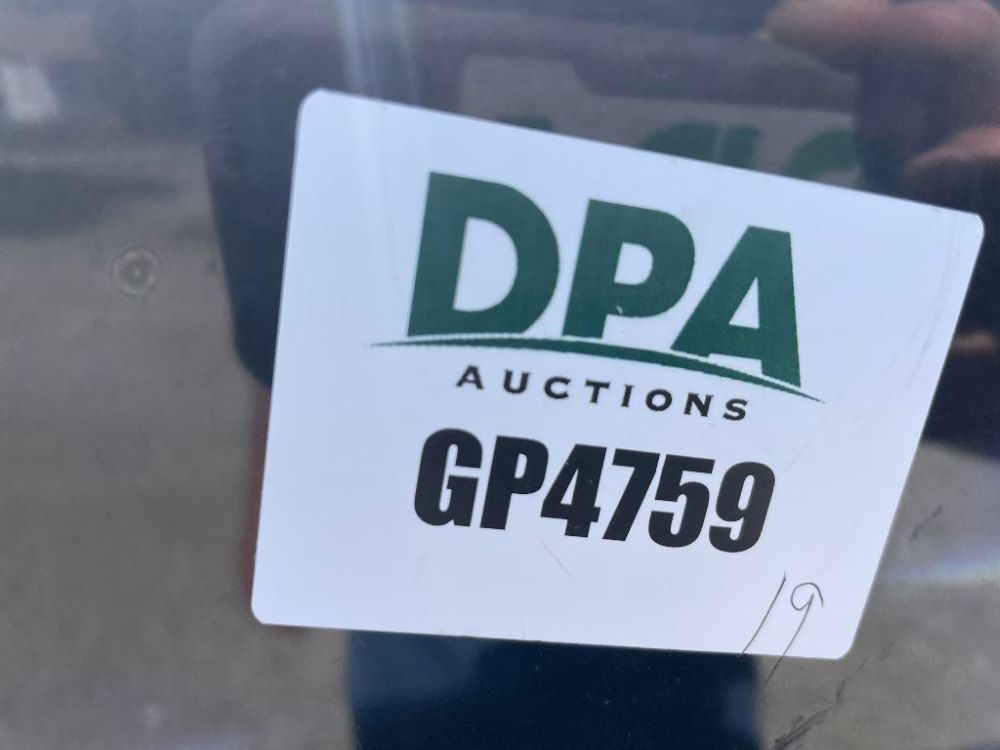 DPA
AUCTIONS
GP4759
19